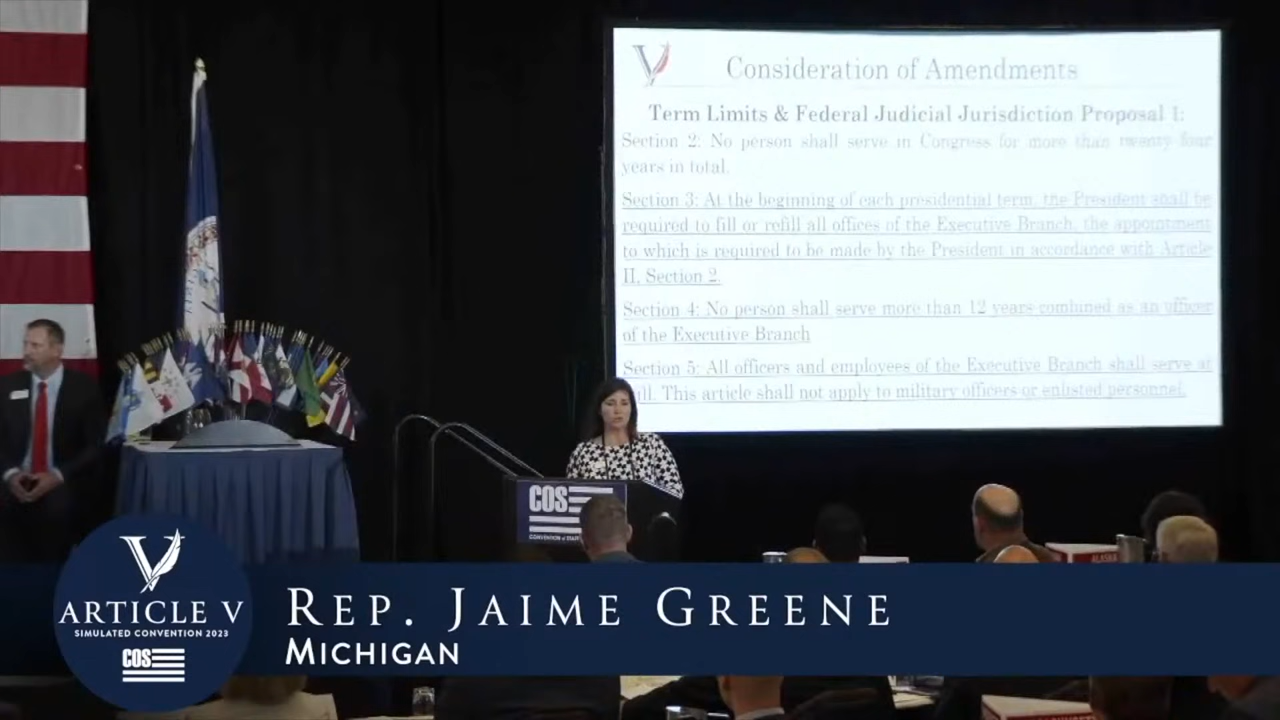 Consideration of Amendments
Term Limits & Federal Judicial Jurisdiction Proposal 1:
Section 2: No person shall serve in Congress for more than twenty four
years in total.
Section 3: At the beginning of each presidential term, the President shall be
required to fill or refill all offices of the Executive Branch, the appointment
to which is required to be made by the President in accordance with Article
II, Section 2.
Section 4: No person shall serve more than 12 years combined as an officer
of the Executive Branch
Section 5: All officers and employees of the Executive Branch shall serve at
This article shall not apply to military officers or enlisted personnel.
COS
CONVENTION of STATES
ALASKA
V
ARTICLE V
SIMULATED CONVENTION 2023
COS
REP. JAIME GREENE
MICHIGAN